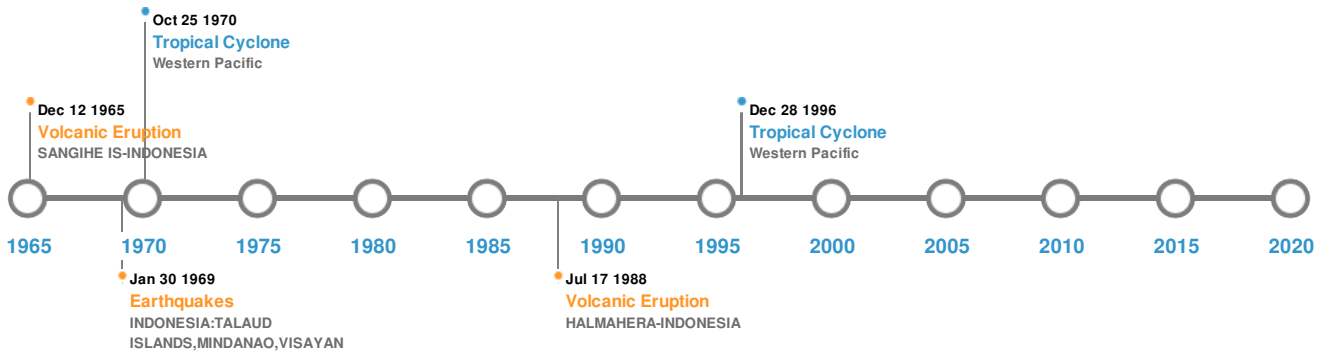 Oct 25 1970
Tropical Cyclone
Western Pacific
Dec 12 1965
Volcanic Eruption
SANGIHE IS-INDONESIA
Dec 28 1996
Tropical Cyclone
Western Pacific
1965 1970 1975 1980 1985 1990 1995 2000 2005 2010 2015 2020
Jan 30 1969
Earthquakes
INDONESIA:TALAUD
ISLANDS,MINDANAO,VISAYAN
Jul 17 1988
Volcanic Eruption
HALMAHERA-INDONESIA